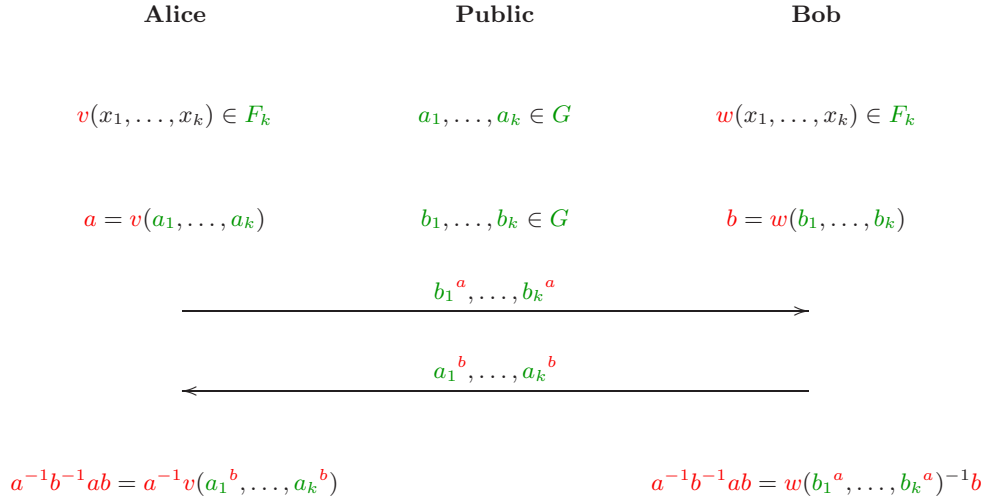 Alice Public Bob
v(x₁, . . . , xₖ) ∈ Fₖ a₁, . . . , aₖ ∈ G w(x₁, . . . , xₖ) ∈ Fₖ
a = v(a₁, . . . , aₖ) b₁, . . . , bₖ ∈ G b = w(b₁, . . . , bₖ)
b₁ᵃ, . . . , bₖᵃ
a₁ᵇ, . . . , aₖᵇ
a⁻¹b⁻¹ab = a⁻¹v(a₁ᵇ, . . . , aₖᵇ) a⁻¹b⁻¹ab = w(b₁ᵃ, . . . , bₖᵃ)⁻¹b